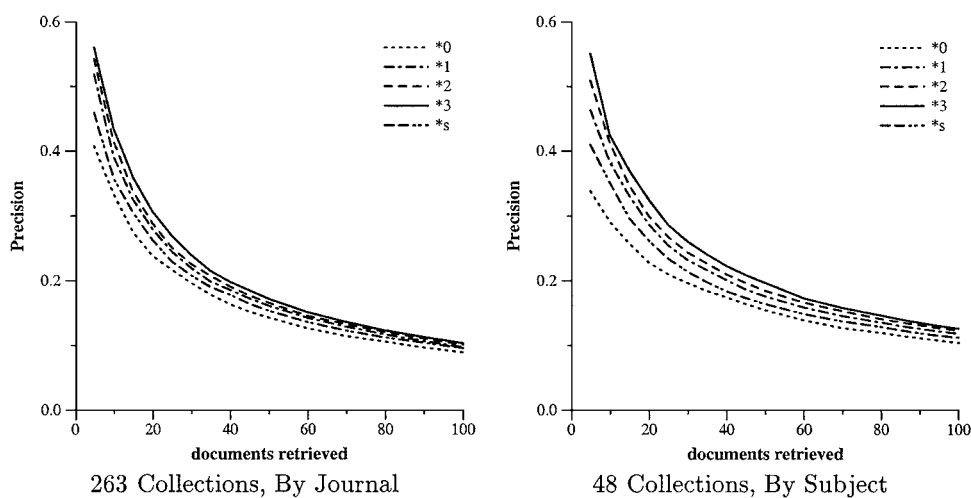 0.6
0.4
0.2
0.0
Precision
0 20 40 60 80 100
documents retrieved
*0
*1
*2
*3
*s
263 Collections, By Journal
0.6
0.4
0.2
0.0
Precision
0 20 40 60 80 100
documents retrieved
*0
*1
*2
*3
*s
48 Collections, By Subject